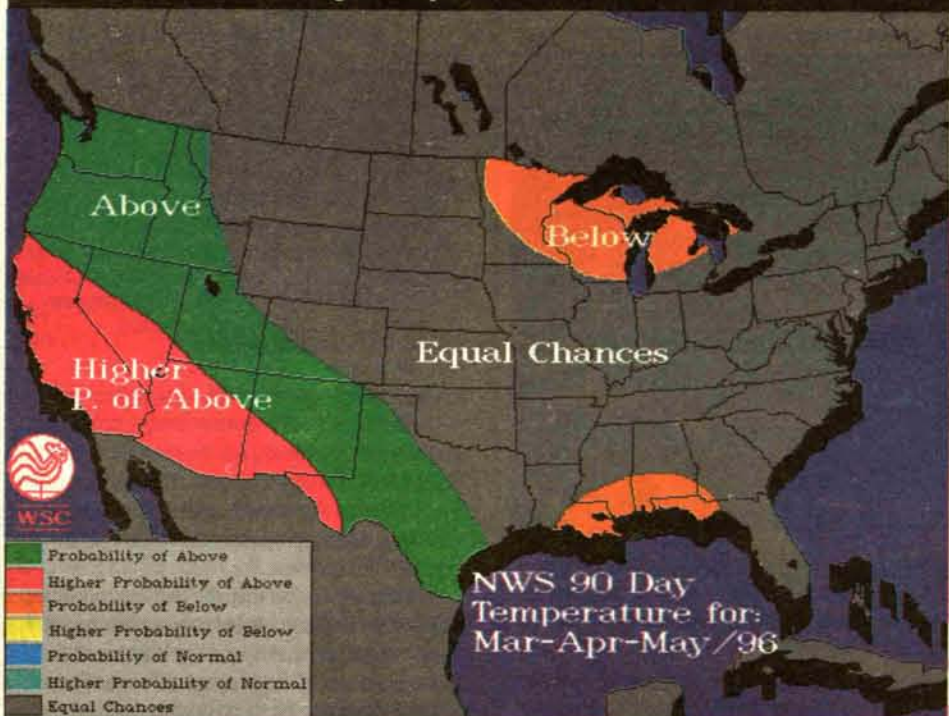 Above
Below
Equal Chances
Higher
P. of Above
WSC
Probability of Above
Higher Probability of Above
Probability of Below
Higher Probability of Below
Probability of Normal
Higher Probability of Normal
Equal Chances
NWS 90 Day
Temperature for:
Mar-Apr-May/96